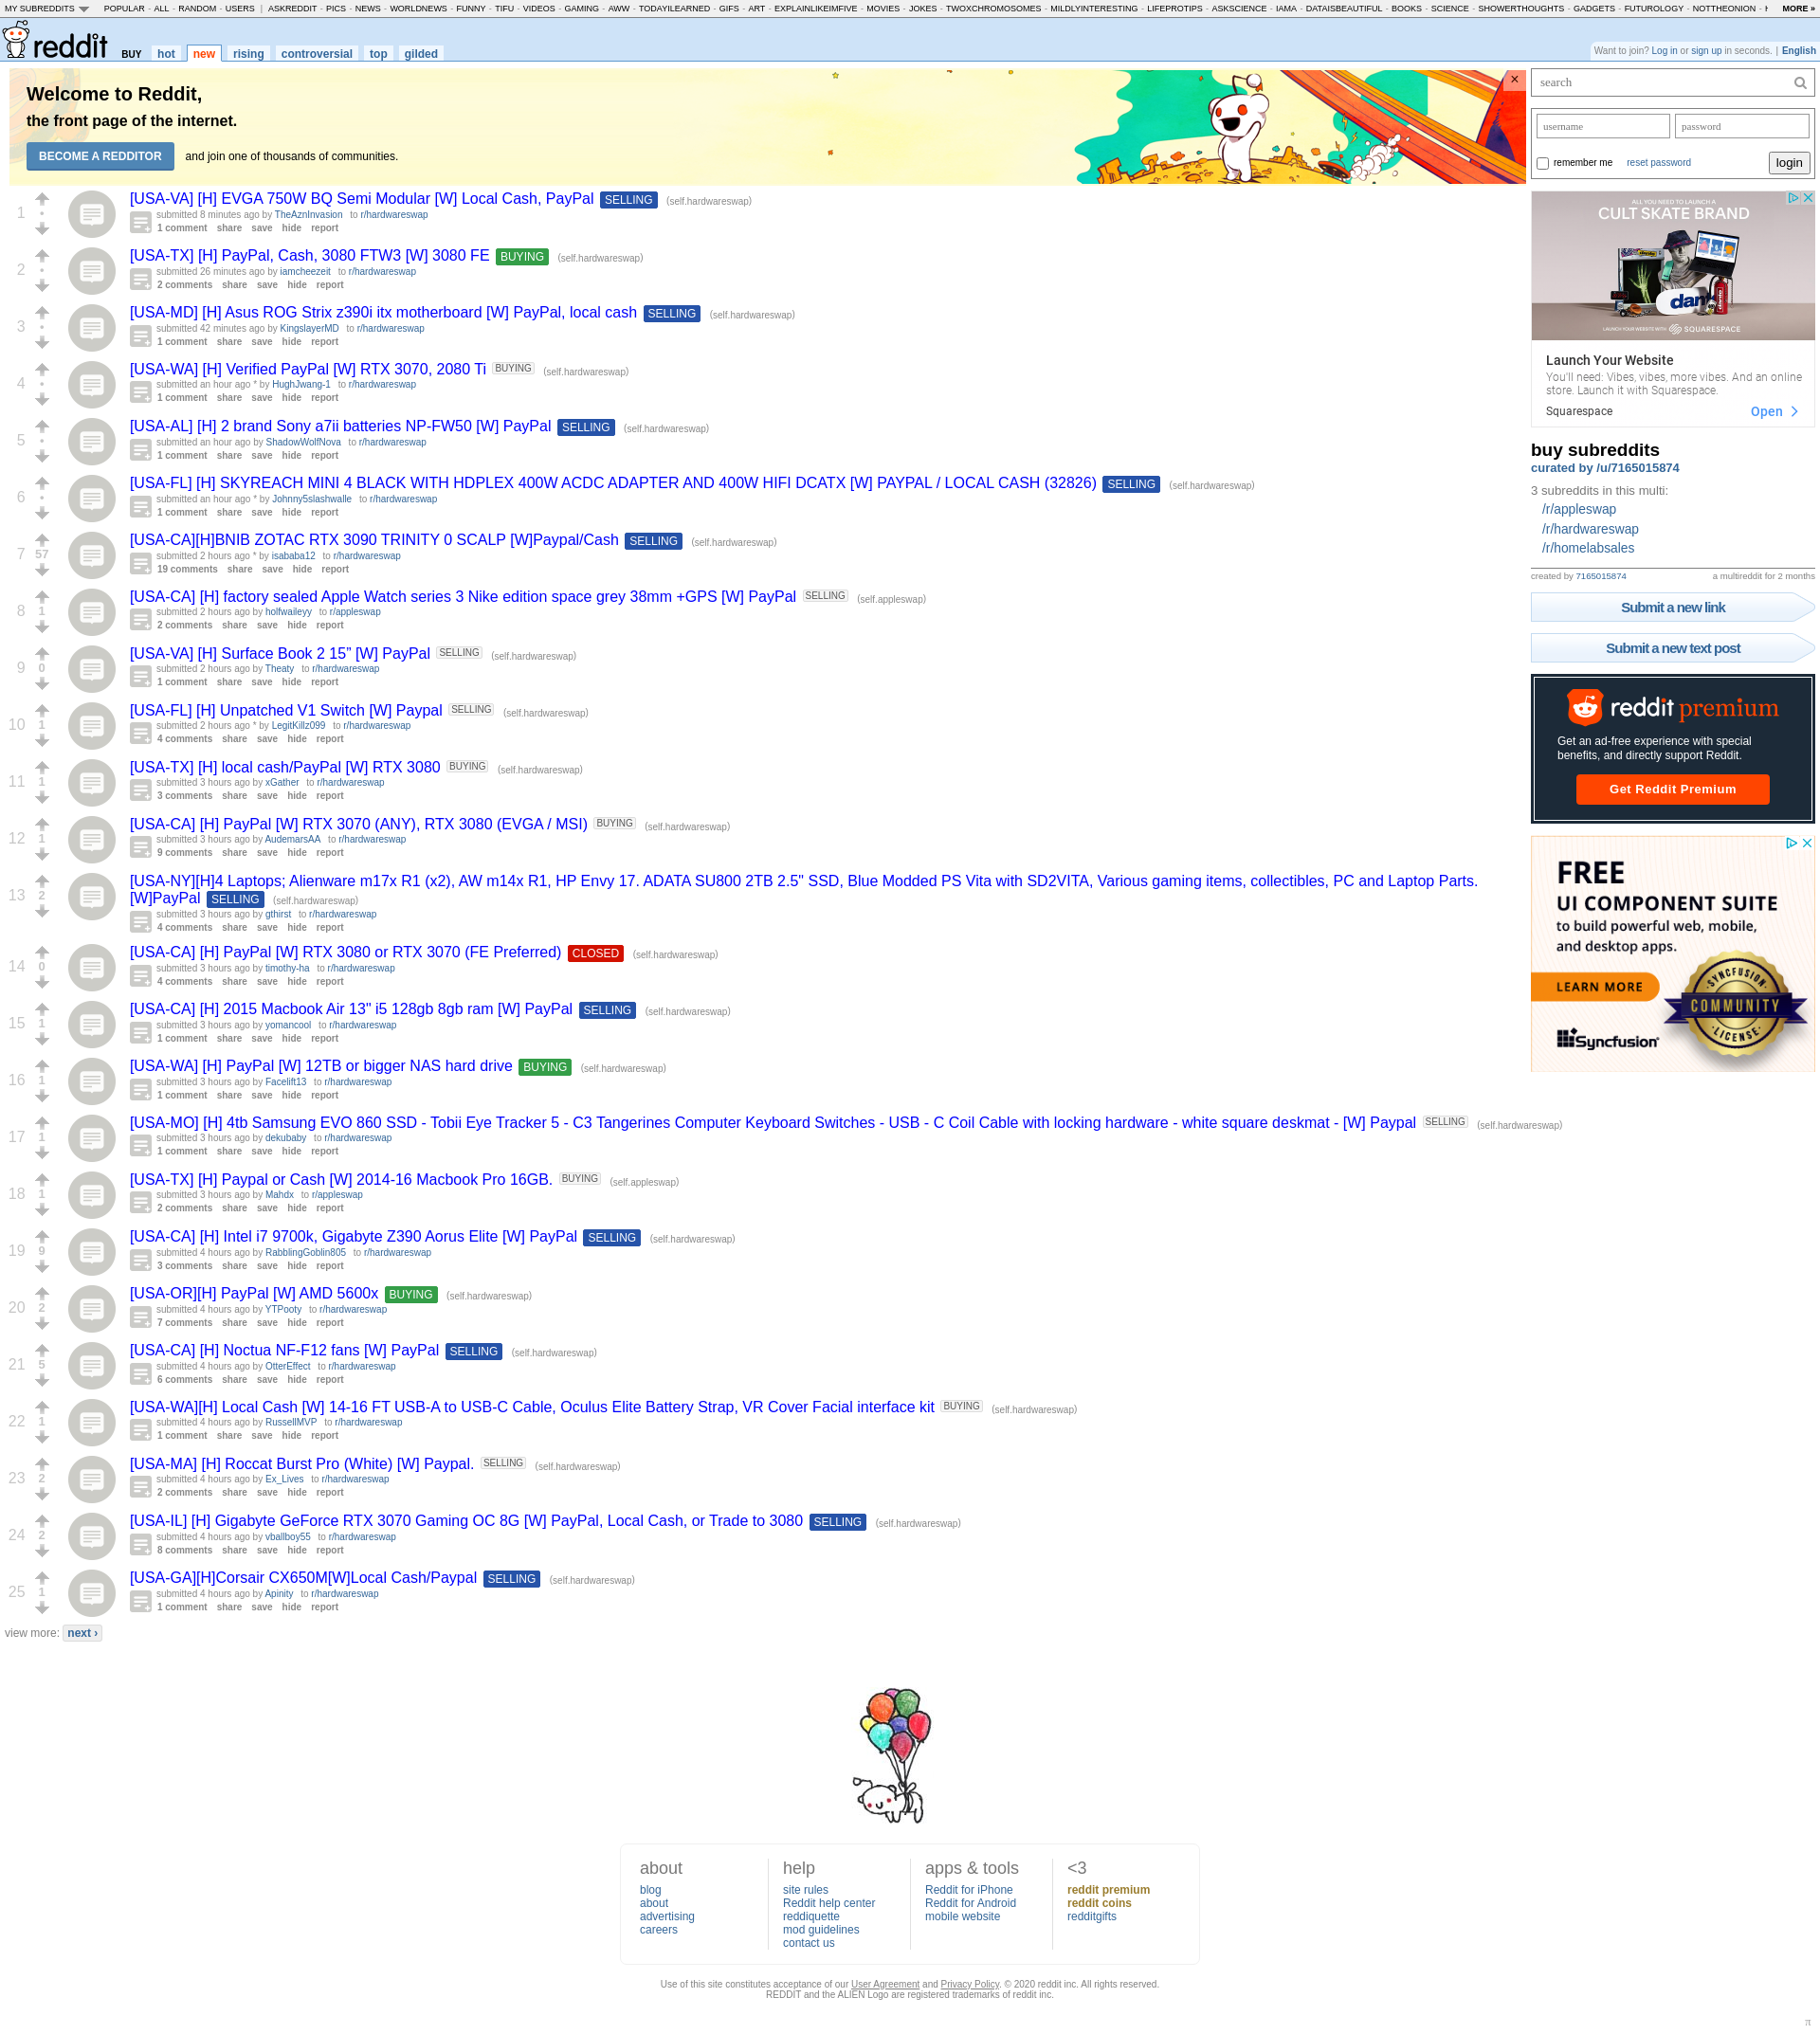 MY SUBREDDITS POPULAR - ALL - RANDOM - USERS | ASKREDDIT - PICS - NEWS - WORLDNEWS - FUNNY - TIFU - VIDEOS - GAMING - AWW - TODAYILEARNED - GIFS - ART - EXPLAINLIKEIMFIVE - MOVIES - JOKES - TWOXCHROMOSOMES - MILDLYINTERESTING - LIFEPROTIPS - ASKSCIENCE - IAMA - DATAISBEAUTIFUL - BOOKS - SCIENCE - SHOWERTHOUGHTS - GADGETS - FUTUROLOGY - NOTTHEONION - MORE »
reddit BUY hot new rising controversial top gilded
Want to join? Log in or sign up in seconds. | English
Welcome to Reddit,
the front page of the internet.
BECOME A REDDITOR and join one of thousands of communities.
×
1
[USA-VA] [H] EVGA 750W BQ Semi Modular [W] Local Cash, PayPal SELLING (self.hardwareswap)
submitted 8 minutes ago by TheAznInvasion to r/hardwareswap
1 comment share save hide report
2
[USA-TX] [H] PayPal, Cash, 3080 FTW3 [W] 3080 FE BUYING (self.hardwareswap)
submitted 26 minutes ago by iamcheezeit to r/hardwareswap
2 comments share save hide report
3
[USA-MD] [H] Asus ROG Strix z390i itx motherboard [W] PayPal, local cash SELLING (self.hardwareswap)
submitted 42 minutes ago by KingslayerMD to r/hardwareswap
1 comment share save hide report
4
[USA-WA] [H] Verified PayPal [W] RTX 3070, 2080 Ti BUYING (self.hardwareswap)
submitted an hour ago * by HughJwang-1 to r/hardwareswap
1 comment share save hide report
5
[USA-AL] [H] 2 brand Sony a7ii batteries NP-FW50 [W] PayPal SELLING (self.hardwareswap)
submitted an hour ago by ShadowWolfNova to r/hardwareswap
1 comment share save hide report
6
[USA-FL] [H] SKYREACH MINI 4 BLACK WITH HDPLEX 400W ACDC ADAPTER AND 400W HIFI DCATX [W] PAYPAL / LOCAL CASH (32826) SELLING (self.hardwareswap)
submitted an hour ago * by Johnny5slashwalle to r/hardwareswap
1 comment share save hide report
7 57
[USA-CA][H]BNIB ZOTAC RTX 3090 TRINITY 0 SCALP [W]Paypal/Cash SELLING (self.hardwareswap)
submitted 2 hours ago * by isababa12 to r/hardwareswap
19 comments share save hide report
8 1
[USA-CA] [H] factory sealed Apple Watch series 3 Nike edition space grey 38mm +GPS [W] PayPal SELLING (self.appleswap)
submitted 2 hours ago by holfwaileyy to r/appleswap
2 comments share save hide report
9 0
[USA-VA] [H] Surface Book 2 15” [W] PayPal SELLING (self.hardwareswap)
submitted 2 hours ago by Theaty to r/hardwareswap
1 comment share save hide report
10 1
[USA-FL] [H] Unpatched V1 Switch [W] Paypal SELLING (self.hardwareswap)
submitted 2 hours ago * by LegitKillz099 to r/hardwareswap
4 comments share save hide report
11 1
[USA-TX] [H] local cash/PayPal [W] RTX 3080 BUYING (self.hardwareswap)
submitted 3 hours ago by xGather to r/hardwareswap
3 comments share save hide report
12 1
[USA-CA] [H] PayPal [W] RTX 3070 (ANY), RTX 3080 (EVGA / MSI) BUYING (self.hardwareswap)
submitted 3 hours ago by AudemarsAA to r/hardwareswap
9 comments share save hide report
13 2
[USA-NY][H]4 Laptops; Alienware m17x R1 (x2), AW m14x R1, HP Envy 17. ADATA SU800 2TB 2.5" SSD, Blue Modded PS Vita with SD2VITA, Various gaming items, collectibles, PC and Laptop Parts.
[W]PayPal SELLING (self.hardwareswap)
submitted 3 hours ago by gthirst to r/hardwareswap
4 comments share save hide report
14 0
[USA-CA] [H] PayPal [W] RTX 3080 or RTX 3070 (FE Preferred) CLOSED (self.hardwareswap)
submitted 3 hours ago by timothy-ha to r/hardwareswap
4 comments share save hide report
15 1
[USA-CA] [H] 2015 Macbook Air 13" i5 128gb 8gb ram [W] PayPal SELLING (self.hardwareswap)
submitted 3 hours ago by yomancool to r/hardwareswap
1 comment share save hide report
16 1
[USA-WA] [H] PayPal [W] 12TB or bigger NAS hard drive BUYING (self.hardwareswap)
submitted 3 hours ago by Facelift13 to r/hardwareswap
1 comment share save hide report
17 1
[USA-MO] [H] 4tb Samsung EVO 860 SSD - Tobii Eye Tracker 5 - C3 Tangerines Computer Keyboard Switches - USB - C Coil Cable with locking hardware - white square deskmat - [W] Paypal SELLING (self.hardwareswap)
submitted 3 hours ago by dekubaby to r/hardwareswap
1 comment share save hide report
18 1
[USA-TX] [H] Paypal or Cash [W] 2014-16 Macbook Pro 16GB. BUYING (self.appleswap)
submitted 3 hours ago by Mahdx to r/appleswap
2 comments share save hide report
19 9
[USA-CA] [H] Intel i7 9700k, Gigabyte Z390 Aorus Elite [W] PayPal SELLING (self.hardwareswap)
submitted 4 hours ago by RabblingGoblin805 to r/hardwareswap
3 comments share save hide report
20 2
[USA-OR][H] PayPal [W] AMD 5600x BUYING (self.hardwareswap)
submitted 4 hours ago by YTPooty to r/hardwareswap
7 comments share save hide report
21 5
[USA-CA] [H] Noctua NF-F12 fans [W] PayPal SELLING (self.hardwareswap)
submitted 4 hours ago by OtterEffect to r/hardwareswap
6 comments share save hide report
22 1
[USA-WA][H] Local Cash [W] 14-16 FT USB-A to USB-C Cable, Oculus Elite Battery Strap, VR Cover Facial interface kit BUYING (self.hardwareswap)
submitted 4 hours ago by RussellMVP to r/hardwareswap
1 comment share save hide report
23 2
[USA-MA] [H] Roccat Burst Pro (White) [W] Paypal. SELLING (self.hardwareswap)
submitted 4 hours ago by Ex_Lives to r/hardwareswap
2 comments share save hide report
24 2
[USA-IL] [H] Gigabyte GeForce RTX 3070 Gaming OC 8G [W] PayPal, Local Cash, or Trade to 3080 SELLING (self.hardwareswap)
submitted 4 hours ago by vballboy55 to r/hardwareswap
8 comments share save hide report
25 1
[USA-GA][H]Corsair CX650M[W]Local Cash/Paypal SELLING (self.hardwareswap)
submitted 4 hours ago by Apinity to r/hardwareswap
1 comment share save hide report
view more: next ›
search
username password
remember me reset password login
ALL YOU NEED TO LAUNCH A
CULT SKATE BRAND
dam
LAUNCH YOUR WEBSITE WITH SQUARESPACE
Launch Your Website
You'll need: Vibes, vibes, more vibes. And an online
store. Launch it with Squarespace.
Squarespace Open
buy subreddits
curated by /u/7165015874
3 subreddits in this multi:
/r/appleswap
/r/hardwareswap
/r/homelabsales
created by 7165015874 a multireddit for 2 months
Submit a new link
Submit a new text post
reddit premium
Get an ad-free experience with special
benefits, and directly support Reddit.
Get Reddit Premium
FREE
UI COMPONENT SUITE
to build powerful web, mobile,
and desktop apps.
LEARN MORE
SYNCFUSION
COMMUNITY
LICENSE
Syncfusion
about
blog
about
advertising
careers
help
site rules
Reddit help center
reddiquette
mod guidelines
contact us
apps & tools
Reddit for iPhone
Reddit for Android
mobile website
<3
reddit premium
reddit coins
redditgifts
Use of this site constitutes acceptance of our User Agreement and Privacy Policy. © 2020 reddit inc. All rights reserved.
REDDIT and the ALIEN Logo are registered trademarks of reddit inc.
π